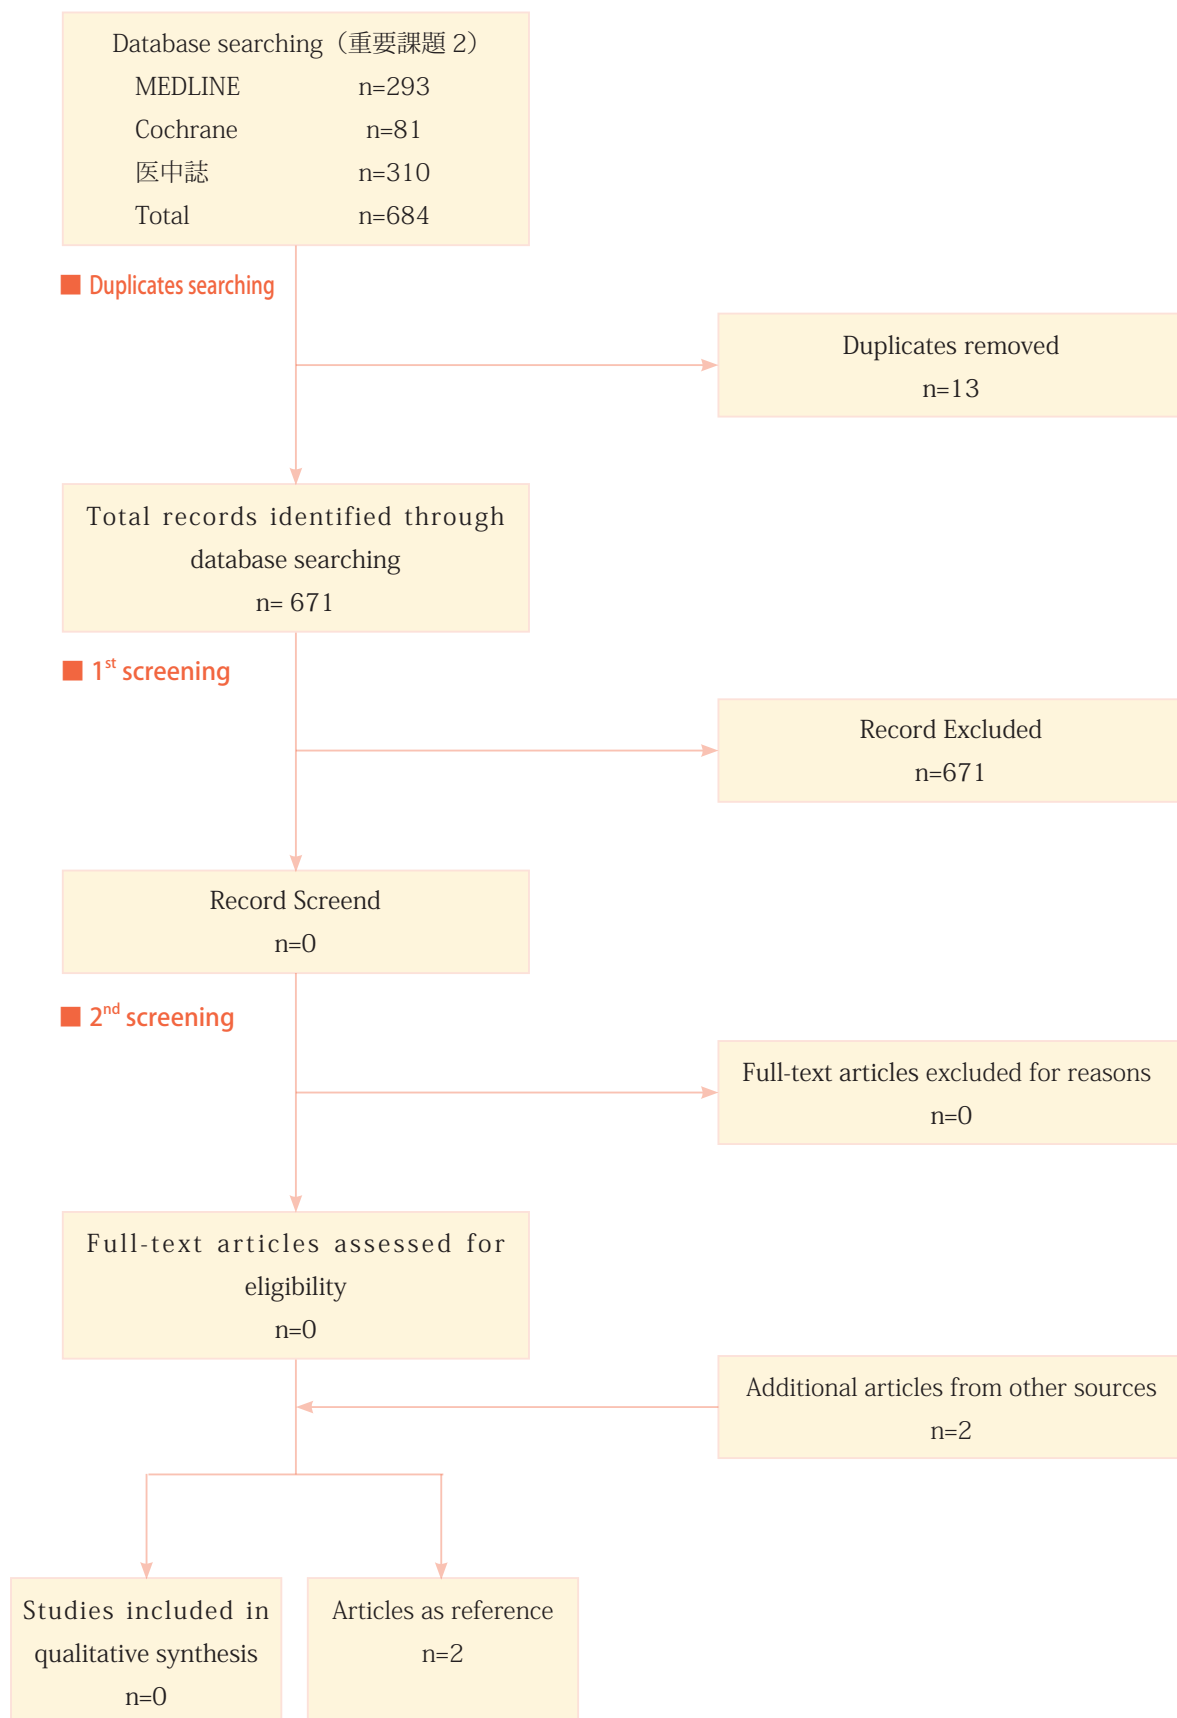 Database searching（重要課題 2）
MEDLINE n=293
Cochrane n=81
医中誌 n=310
Total n=684
■ Duplicates searching
Duplicates removed
n=13
Total records identified through
database searching
n= 671
■ 1st screening
Record Excluded
n=671
Record Screend
n=0
■ 2nd screening
Full-text articles excluded for reasons
n=0
Full-text articles assessed for
eligibility
n=0
Additional articles from other sources
n=2
Studies included in
qualitative synthesis
n=0
Articles as reference
n=2